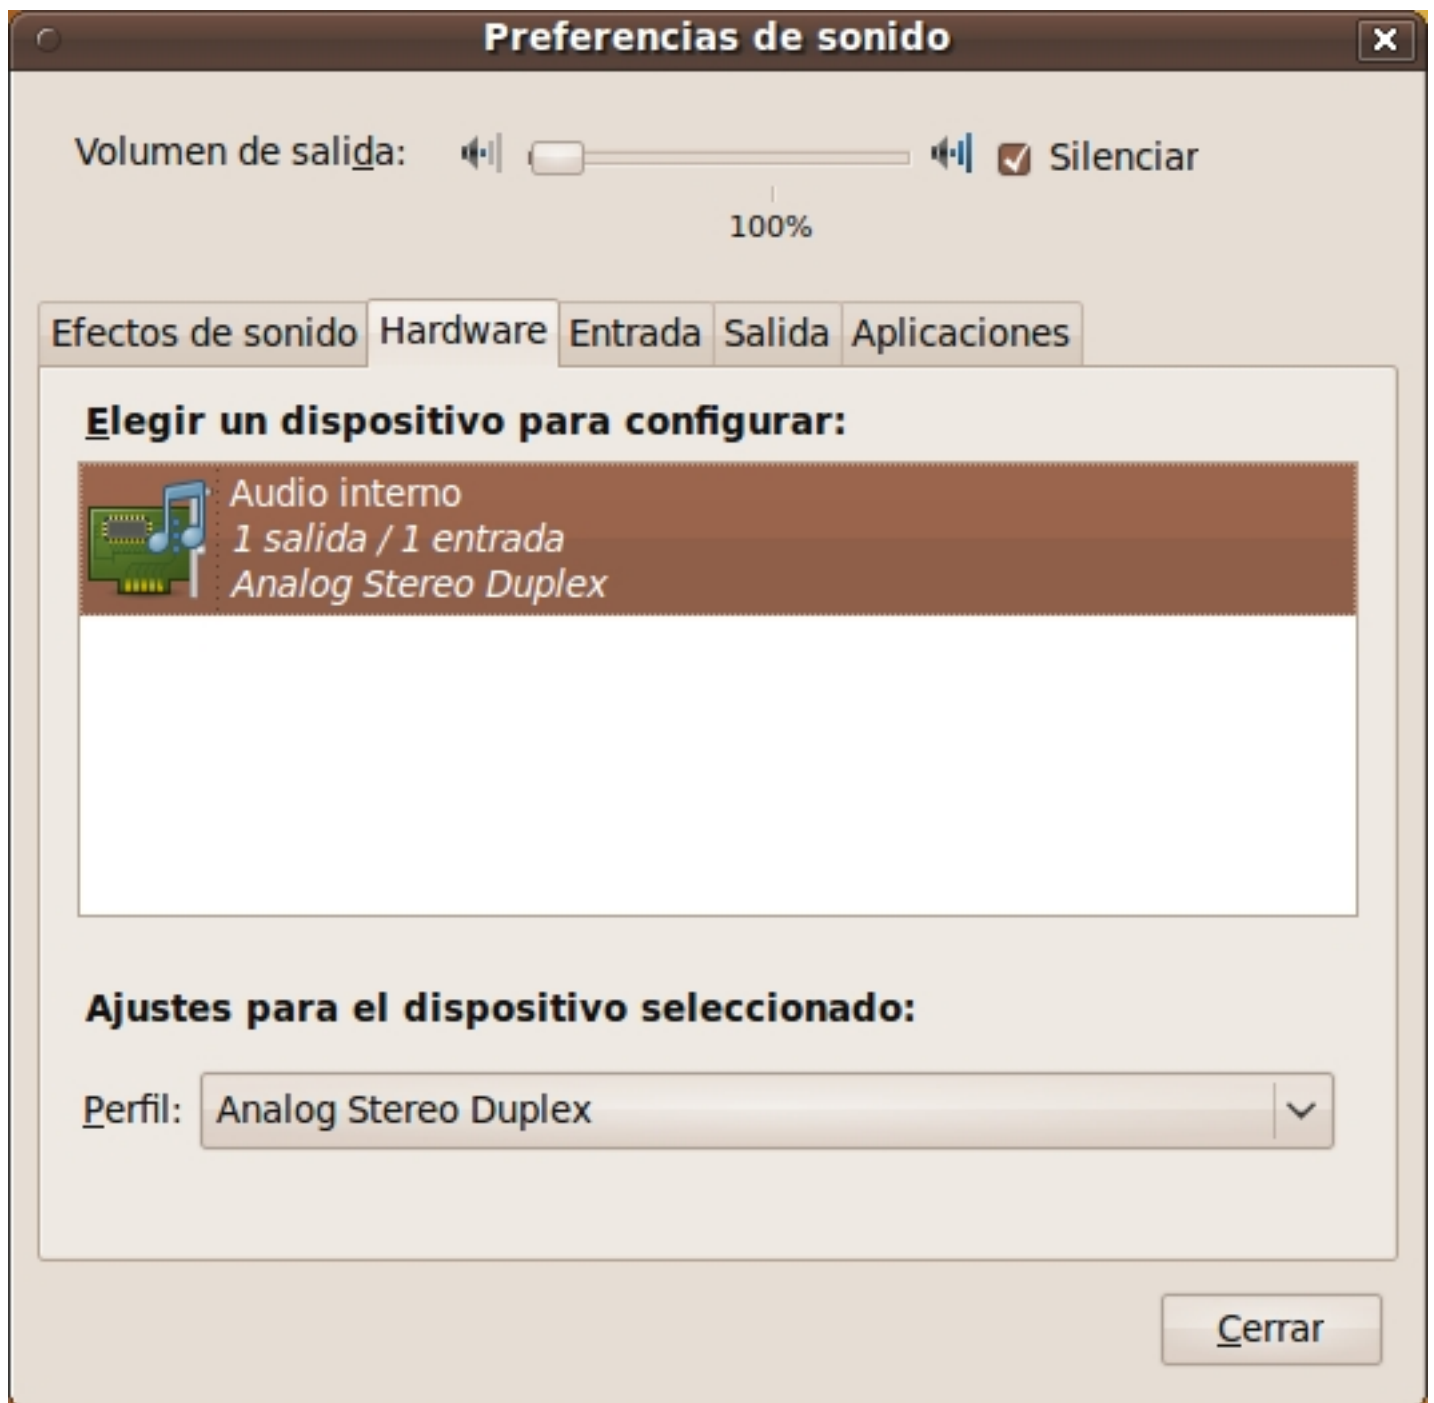 Preferencias de sonido
Volumen de salida:
Silenciar
100%
Efectos de sonido
Hardware
Entrada
Salida
Aplicaciones
Elegir un dispositivo para configurar:
Audio interno
1 salida / 1 entrada
Analog Stereo Duplex
Ajustes para el dispositivo seleccionado:
Perfil: Analog Stereo Duplex
Cerrar